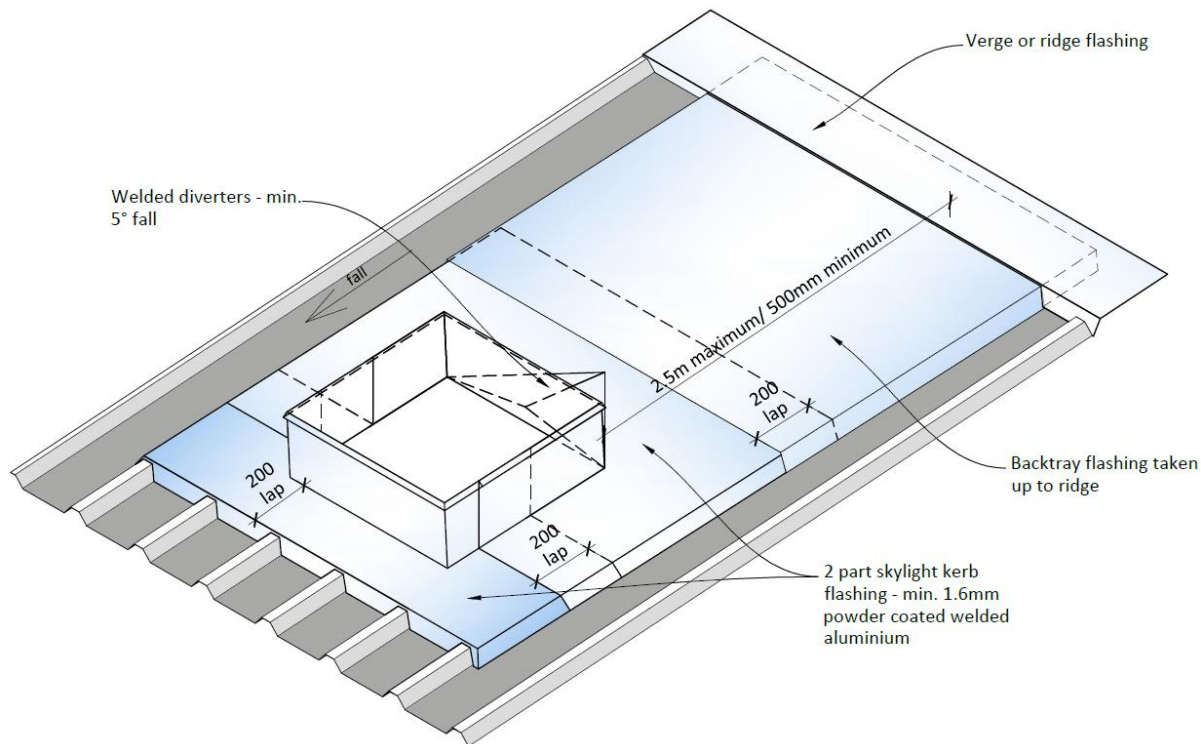 Verge or ridge flashing
Welded diverters - min.
5° fall
fall
2.5m maximum/ 500mm minimum
200
lap
Backtray flashing taken
up to ridge
200
lap
200
lap
2 part skylight kerb
flashing - min. 1.6mm
powder coated welded
aluminium